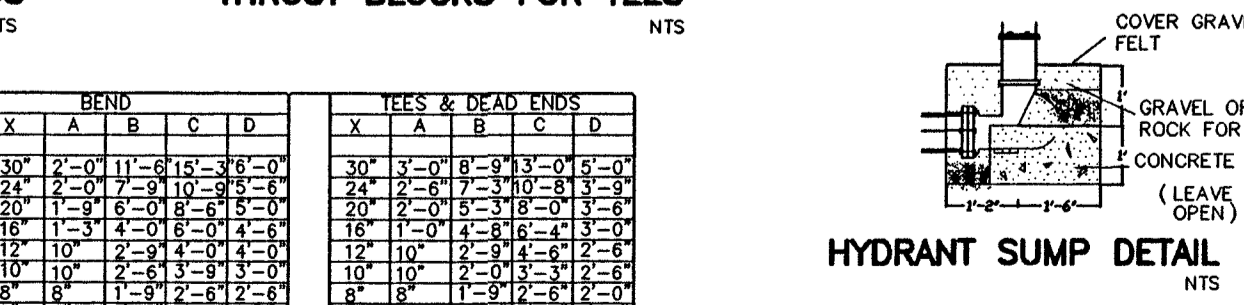 NTS
NTS
BEND
X A B C D
30" 2'-0" 11'-6" 15'-3" 6'-0"
24" 2'-0" 7'-9" 10'-9" 5'-6"
20" 1'-9" 6'-0" 8'-6" 5'-0"
16" 1'-3" 4'-0" 6'-0" 4'-6"
12" 10" 2'-9" 4'-0" 4'-0"
10" 10" 2'-6" 3'-9" 3'-0"
8" 8" 1'-9" 2'-6" 2'-6"
TEES & DEAD ENDS
X A B C D
30" 3'-0" 8'-9" 13'-0" 5'-0"
24" 2'-6" 7'-3" 10'-8" 3'-9"
20" 2'-0" 5'-3" 8'-0" 3'-6"
16" 1'-0" 4'-8" 6'-4" 3'-0"
12" 10" 2'-9" 4'-6" 2'-6"
10" 10" 2'-0" 3'-3" 2'-6"
8" 8" 1'-9" 2'-6" 2'-0"
COVER
FELT
1'
GRAVEL
ROCK FOR
1'
CONCRETE
(LEAVE
OPEN)
1'-2" 1'-6"
HYDRANT SUMP DETAIL
NTS